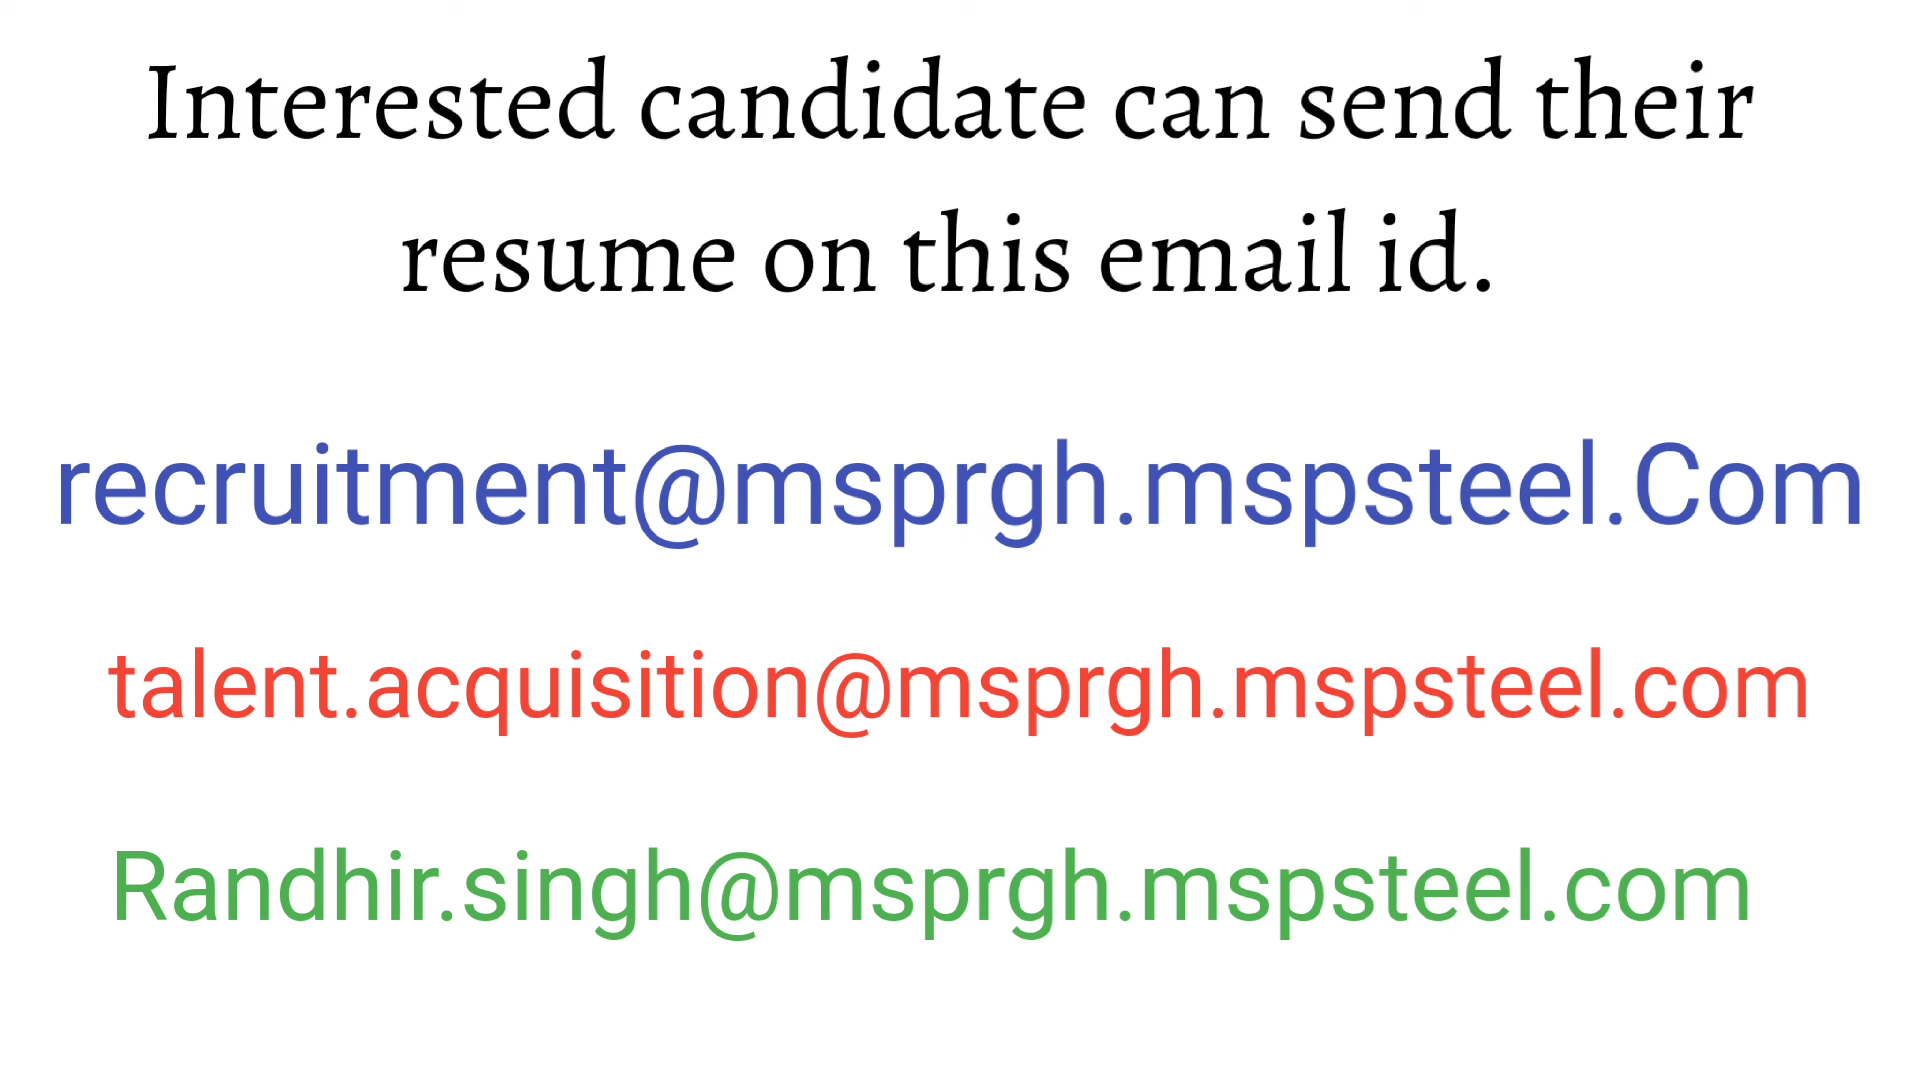 Interested candidate can send their
resume on this email id.
recruitment@msprgh.mspsteel.Com
talent.acquisition@msprgh.mspsteel.com
Randhir.singh@msprgh.mspsteel.com